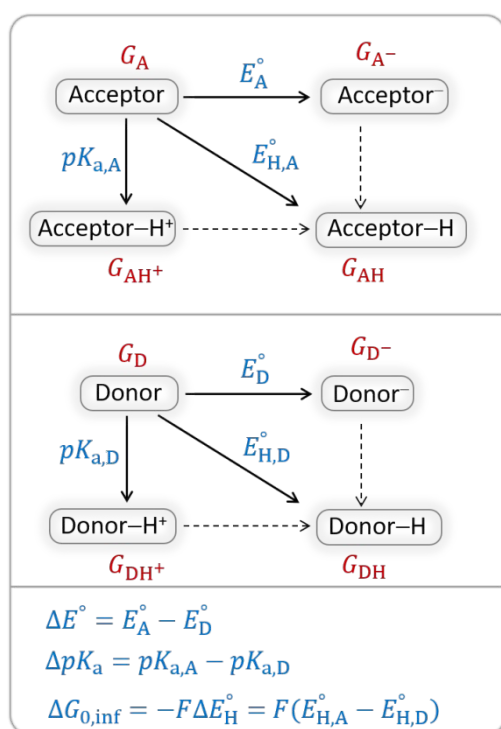 G_A G_A−
E°_A
Acceptor Acceptor⁻
pK_a,A E°_H,A
Acceptor–H⁺ Acceptor–H
G_AH+ G_AH
G_D G_D−
E°_D
Donor Donor⁻
pK_a,D E°_H,D
Donor–H⁺ Donor–H
G_DH+ G_DH
ΔE° = E°_A − E°_D
ΔpK_a = pK_a,A − pK_a,D
ΔG_0,inf = −FΔE°_H = F(E°_H,A − E°_H,D)